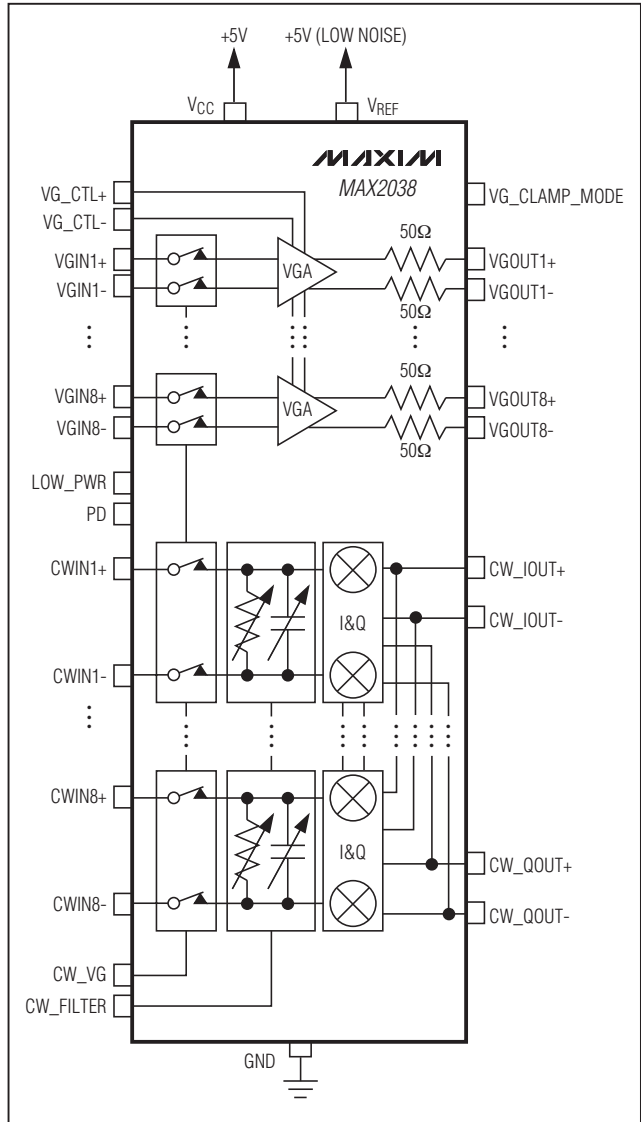 +5V
+5V (LOW NOISE)
VCC
VREF
MAXIM
MAX2038
VG_CTL+
VG_CTL-
VG_CLAMP_MODE
VGIN1+
VGIN1-
VGA
50Ω
50Ω
VGOUT1+
VGOUT1-
VGIN8+
VGIN8-
VGA
50Ω
50Ω
VGOUT8+
VGOUT8-
LOW_PWR
PD
CWIN1+
CWIN1-
I&Q
CW_IOUT+
CW_IOUT-
CWIN8+
CWIN8-
I&Q
CW_QOUT+
CW_QOUT-
CW_VG
CW_FILTER
GND